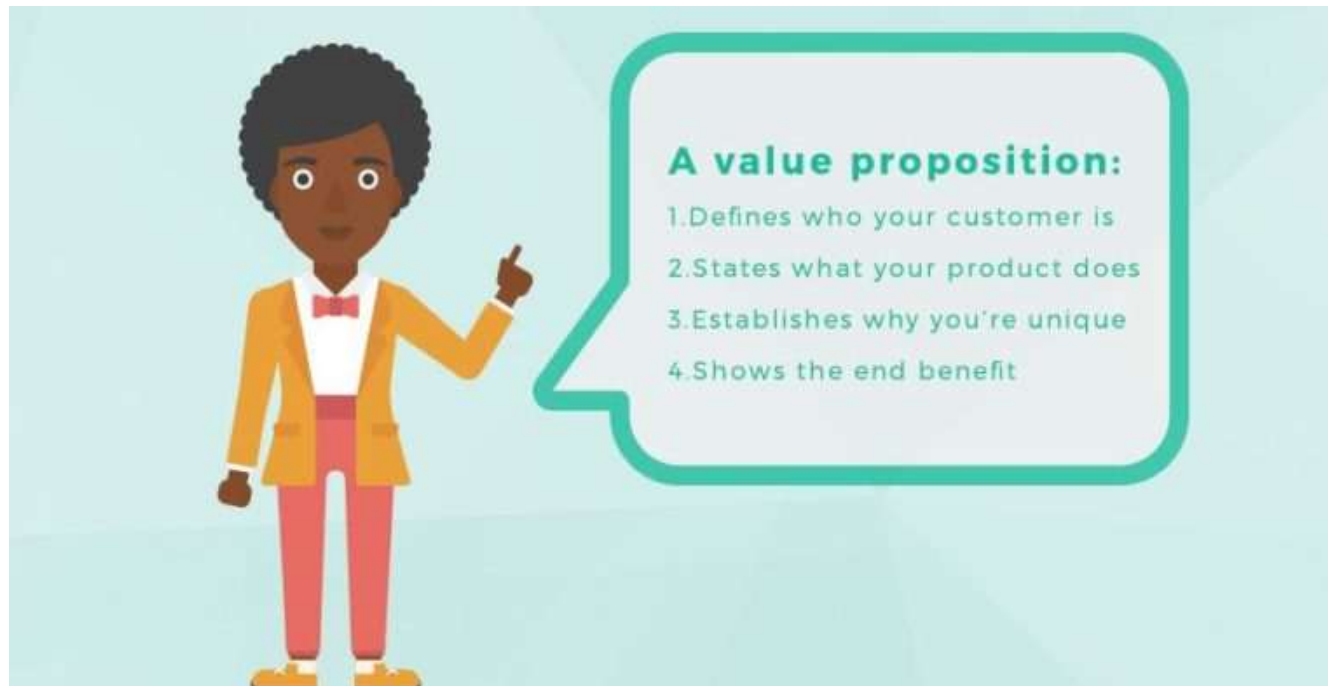 A value proposition:
1.Defines who your customer is
2.States what your product does
3.Establishes why you're unique
4.Shows the end benefit